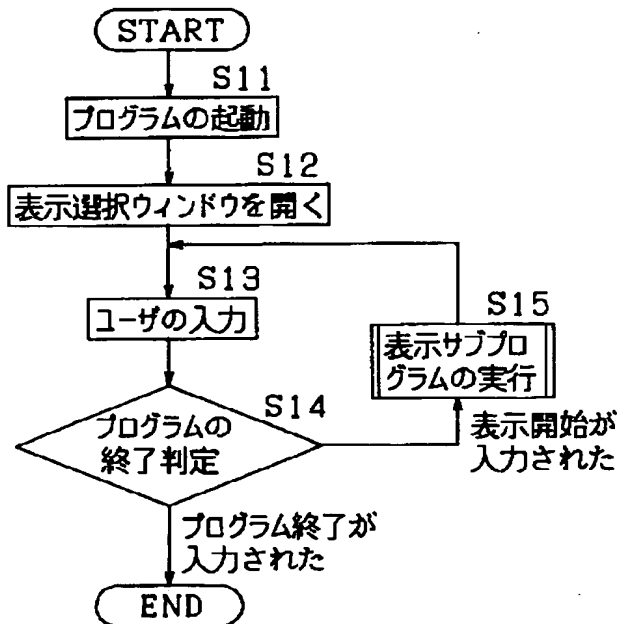 START
S11
プログラムの起動
S12
表示選択ウィンドウを開く
S13
ユーザの入力
S15
表示サブプロ
グラムの実行
S14
プログラムの
終了判定
表示開始が
入力された
プログラム終了が
入力された
END